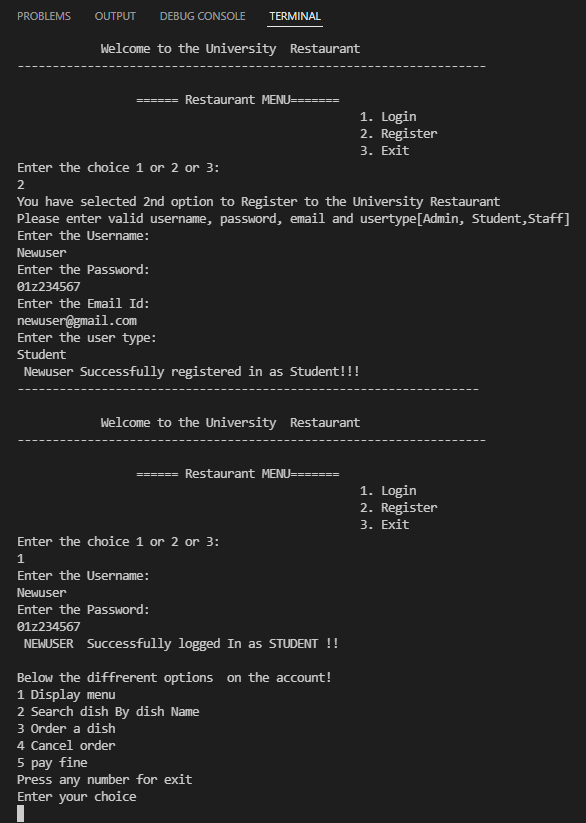 PROBLEMS OUTPUT DEBUG CONSOLE TERMINAL
Welcome to the University  Restaurant
-------------------------------------------------------------------
====== Restaurant MENU=======
1. Login
2. Register
3. Exit
Enter the choice 1 or 2 or 3:
2
You have selected 2nd option to Register to the University Restaurant
Please enter valid username, password, email and usertype[Admin, Student,Staff]
Enter the Username:
Newuser
Enter the Password:
01z234567
Enter the Email Id:
newuser@gmail.com
Enter the user type:
Student
Newuser Successfully registered in as Student!!!
------------------------------------------------------------------
Welcome to the University  Restaurant
-------------------------------------------------------------------
====== Restaurant MENU=======
1. Login
2. Register
3. Exit
Enter the choice 1 or 2 or 3:
1
Enter the Username:
Newuser
Enter the Password:
01z234567
NEWUSER  Successfully logged In as STUDENT !!
Below the diffrerent options  on the account!
1 Display menu
2 Search dish By dish Name
3 Order a dish
4 Cancel order
5 pay fine
Press any number for exit
Enter your choice